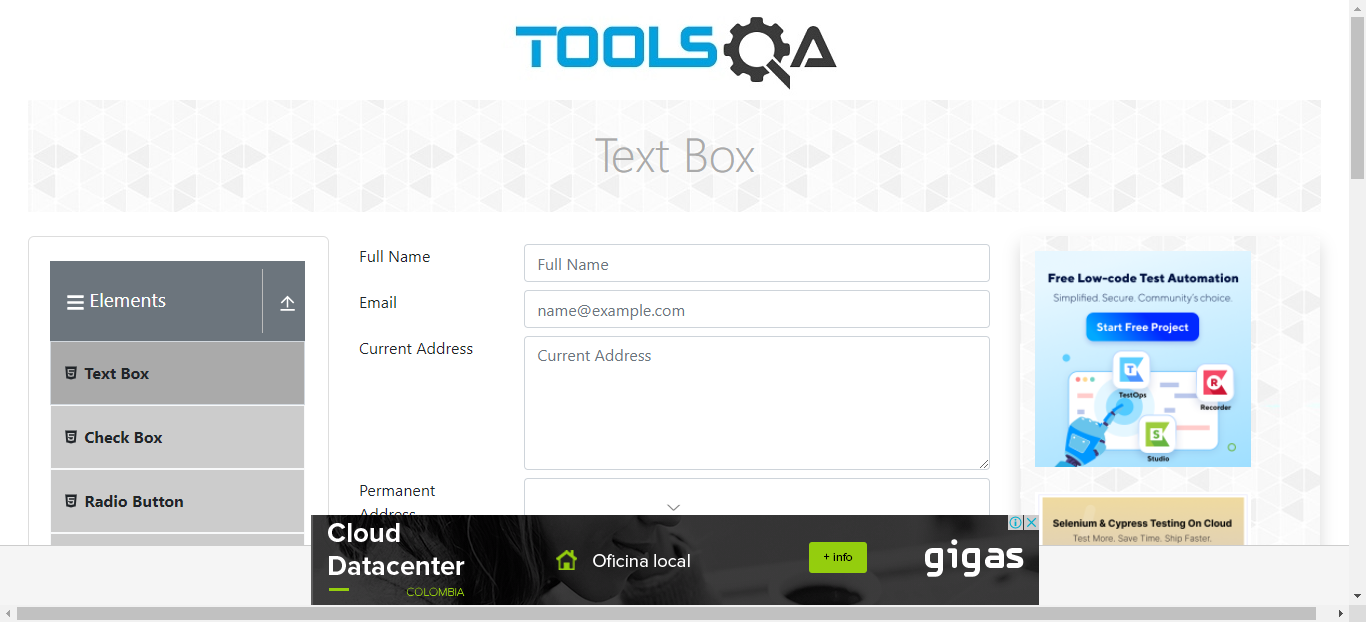 TOOLSQA
Text Box
Elements
Text Box
Check Box
Radio Button
Full Name
Full Name
Email
name@example.com
Current Address
Current Address
Permanent
Address
Free Low-code Test Automation
Simplified. Secure. Community's choice.
Start Free Project
TestOps
Recorder
Studio
Selenium & Cypress Testing On Cloud
Test More. Save Time. Ship Faster.
Cloud
Datacenter
COLOMBIA
Oficina local
+ info
gigas